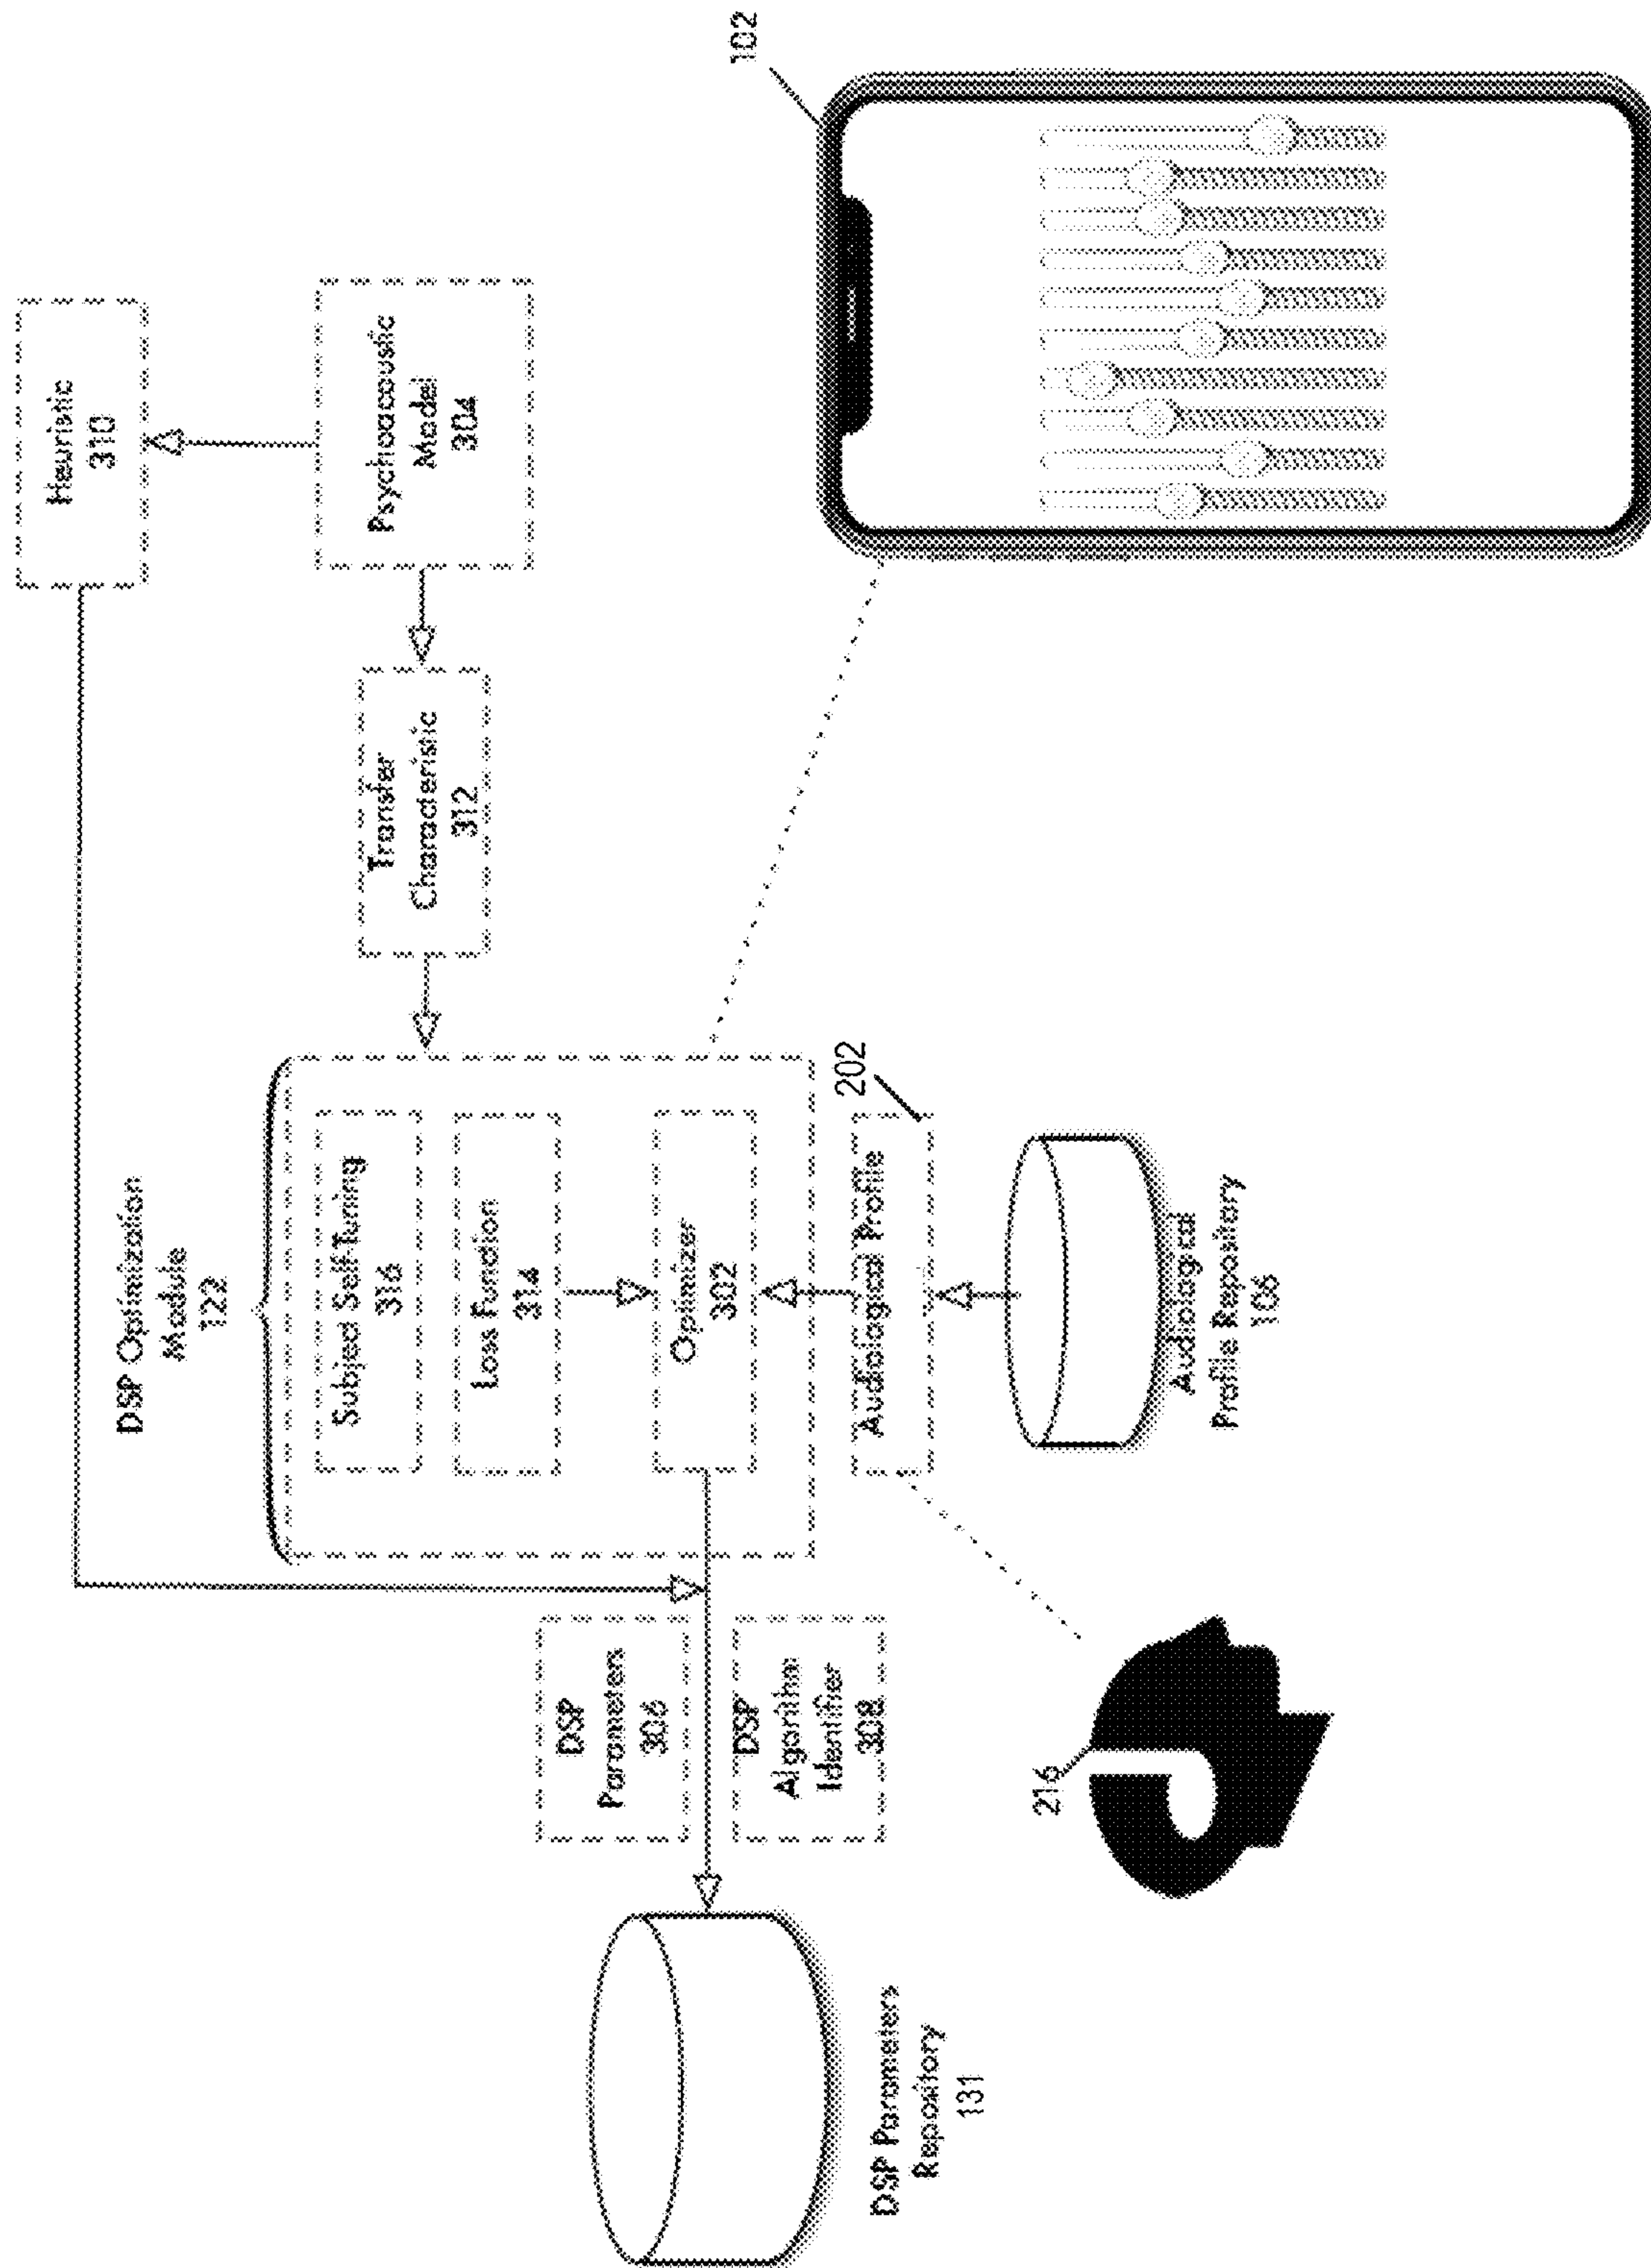 Heuristic
310
Psychoacoustic
Model
304
Transfer
Characteristic
312
DSP Optimization
Module
122
Subject Self-Tuning
316
Loss Function
314
Optimizer
302
Audiological Profile
202
Audiological
Profile Repository
106
DSP
Parameters
306
DSP
Algorithm
Identifier
308
DSP Parameters
Repository
131
216
102